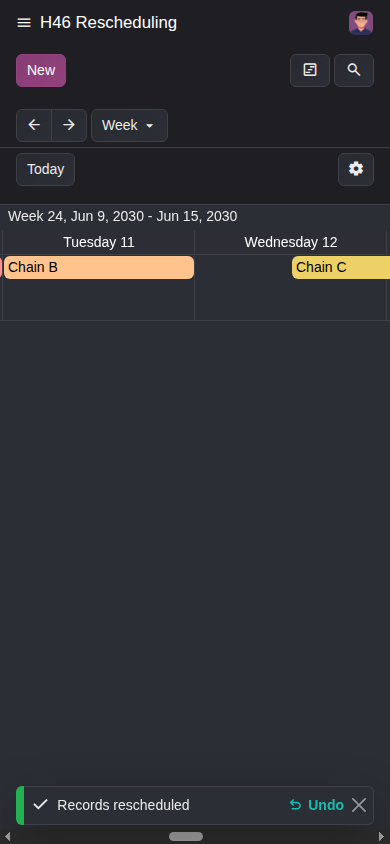 H46 Rescheduling
New
Week
Today
Week 24, Jun 9, 2030 - Jun 15, 2030
Tuesday 11 Wednesday 12
Chain B Chain C
Records rescheduled Undo